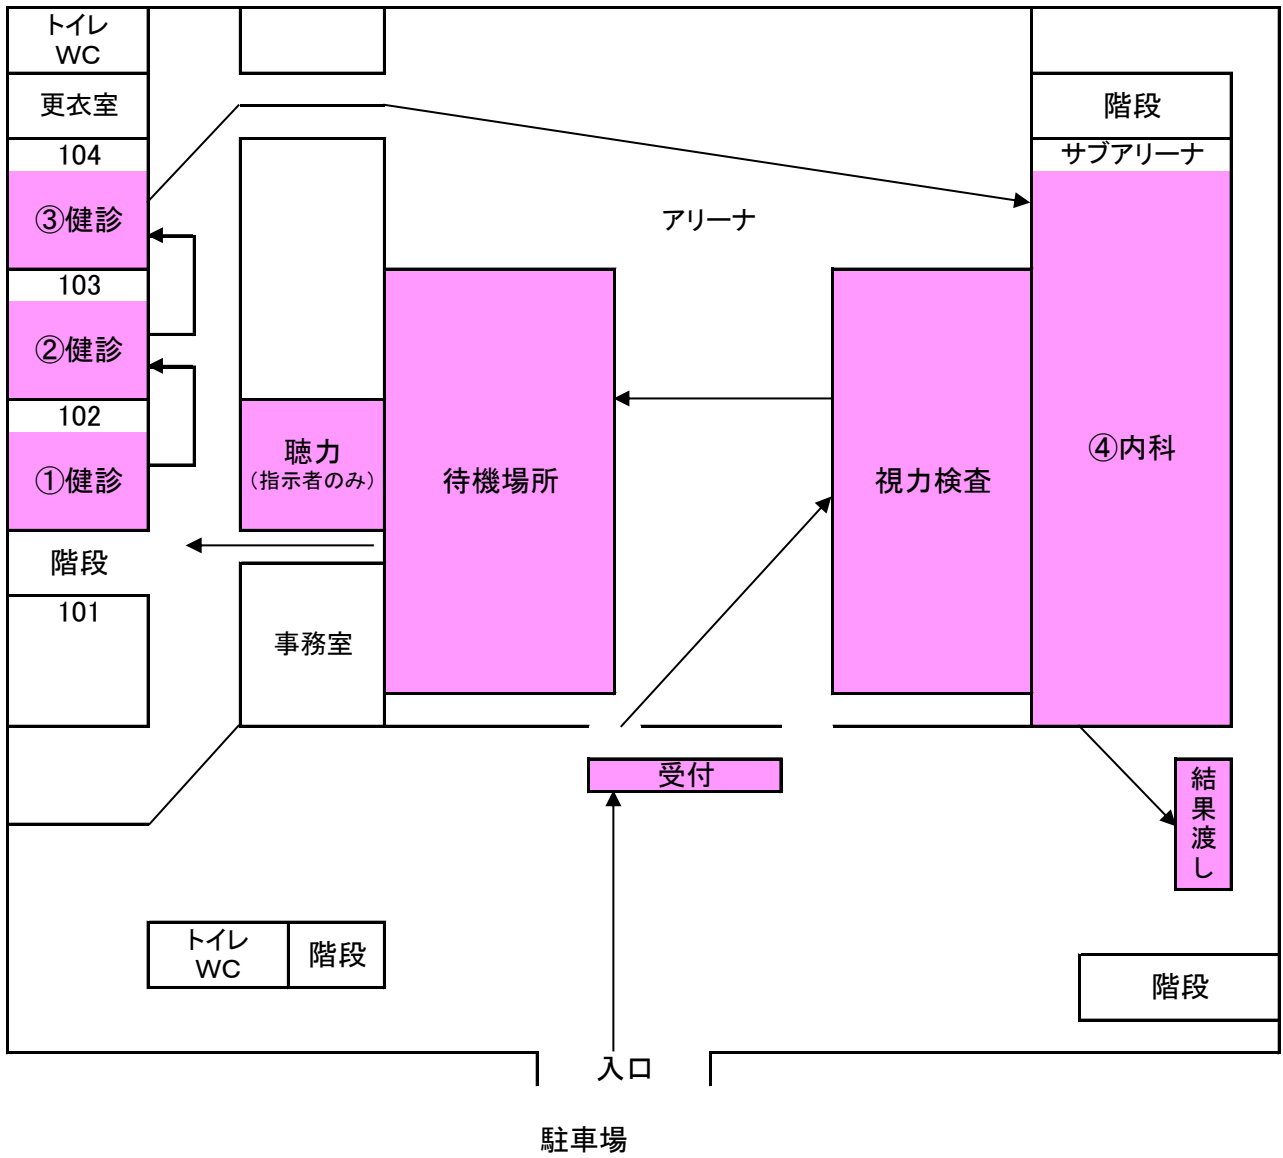 トイレ
WC
更衣室
104
③健診
103
②健診
102
①健診
階段
101
聴力
（指示者のみ）
事務室
待機場所
アリーナ
視力検査
階段
サブアリーナ
④内科
受付
結果渡し
トイレ
WC
階段
階段
入口
駐車場